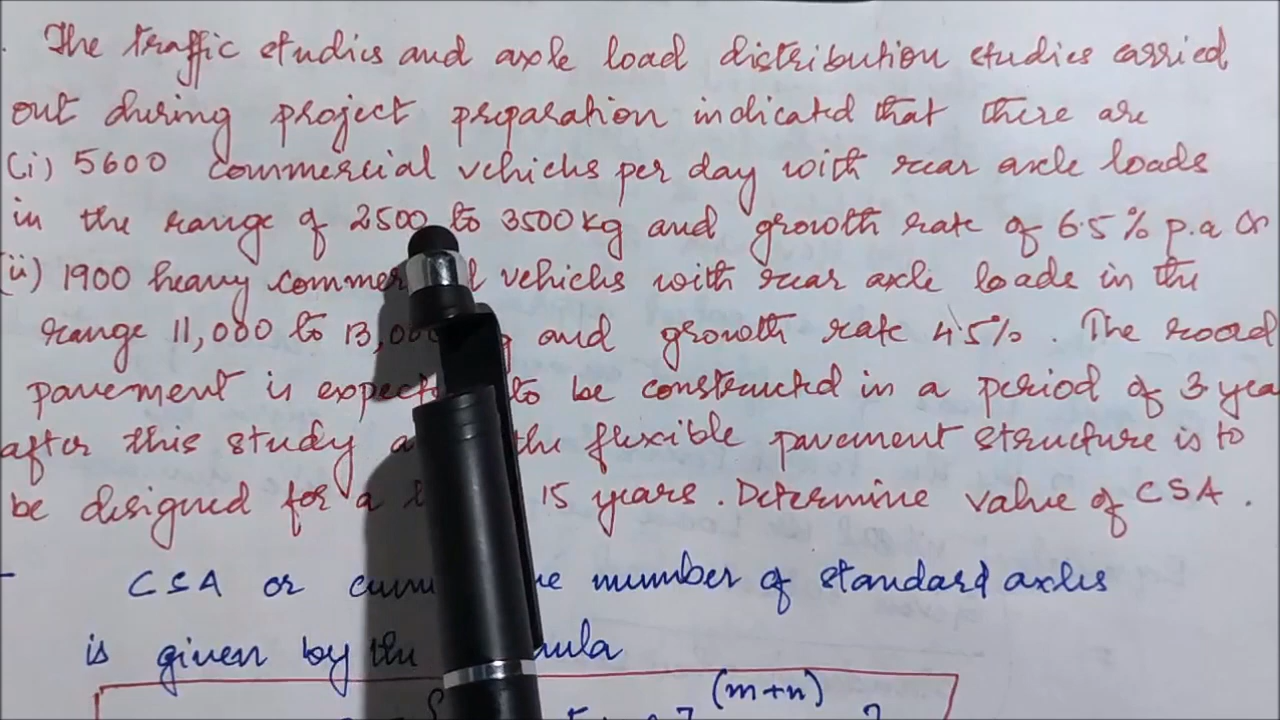 . The traffic studies and axle load distribution studies carried
out during project preparation indicated that there are
(i) 5600 commercial vehicles per day with rear axle loads
in the range of 2500 to 3500 kg and growth rate of 6.5% p.a or
(ii) 1900 heavy commer l vehicles with rear axle loads in the
range 11,000 to 13,000 g and growth rate 4.5%. The road
pavement is expect to be constructed in a period of 3 yea
after this study a the flexible pavement structure is to
be designed for a 15 years. Determine value of CSA.
CSA or cum e number of standard axles
is given by the ula
(m+n)